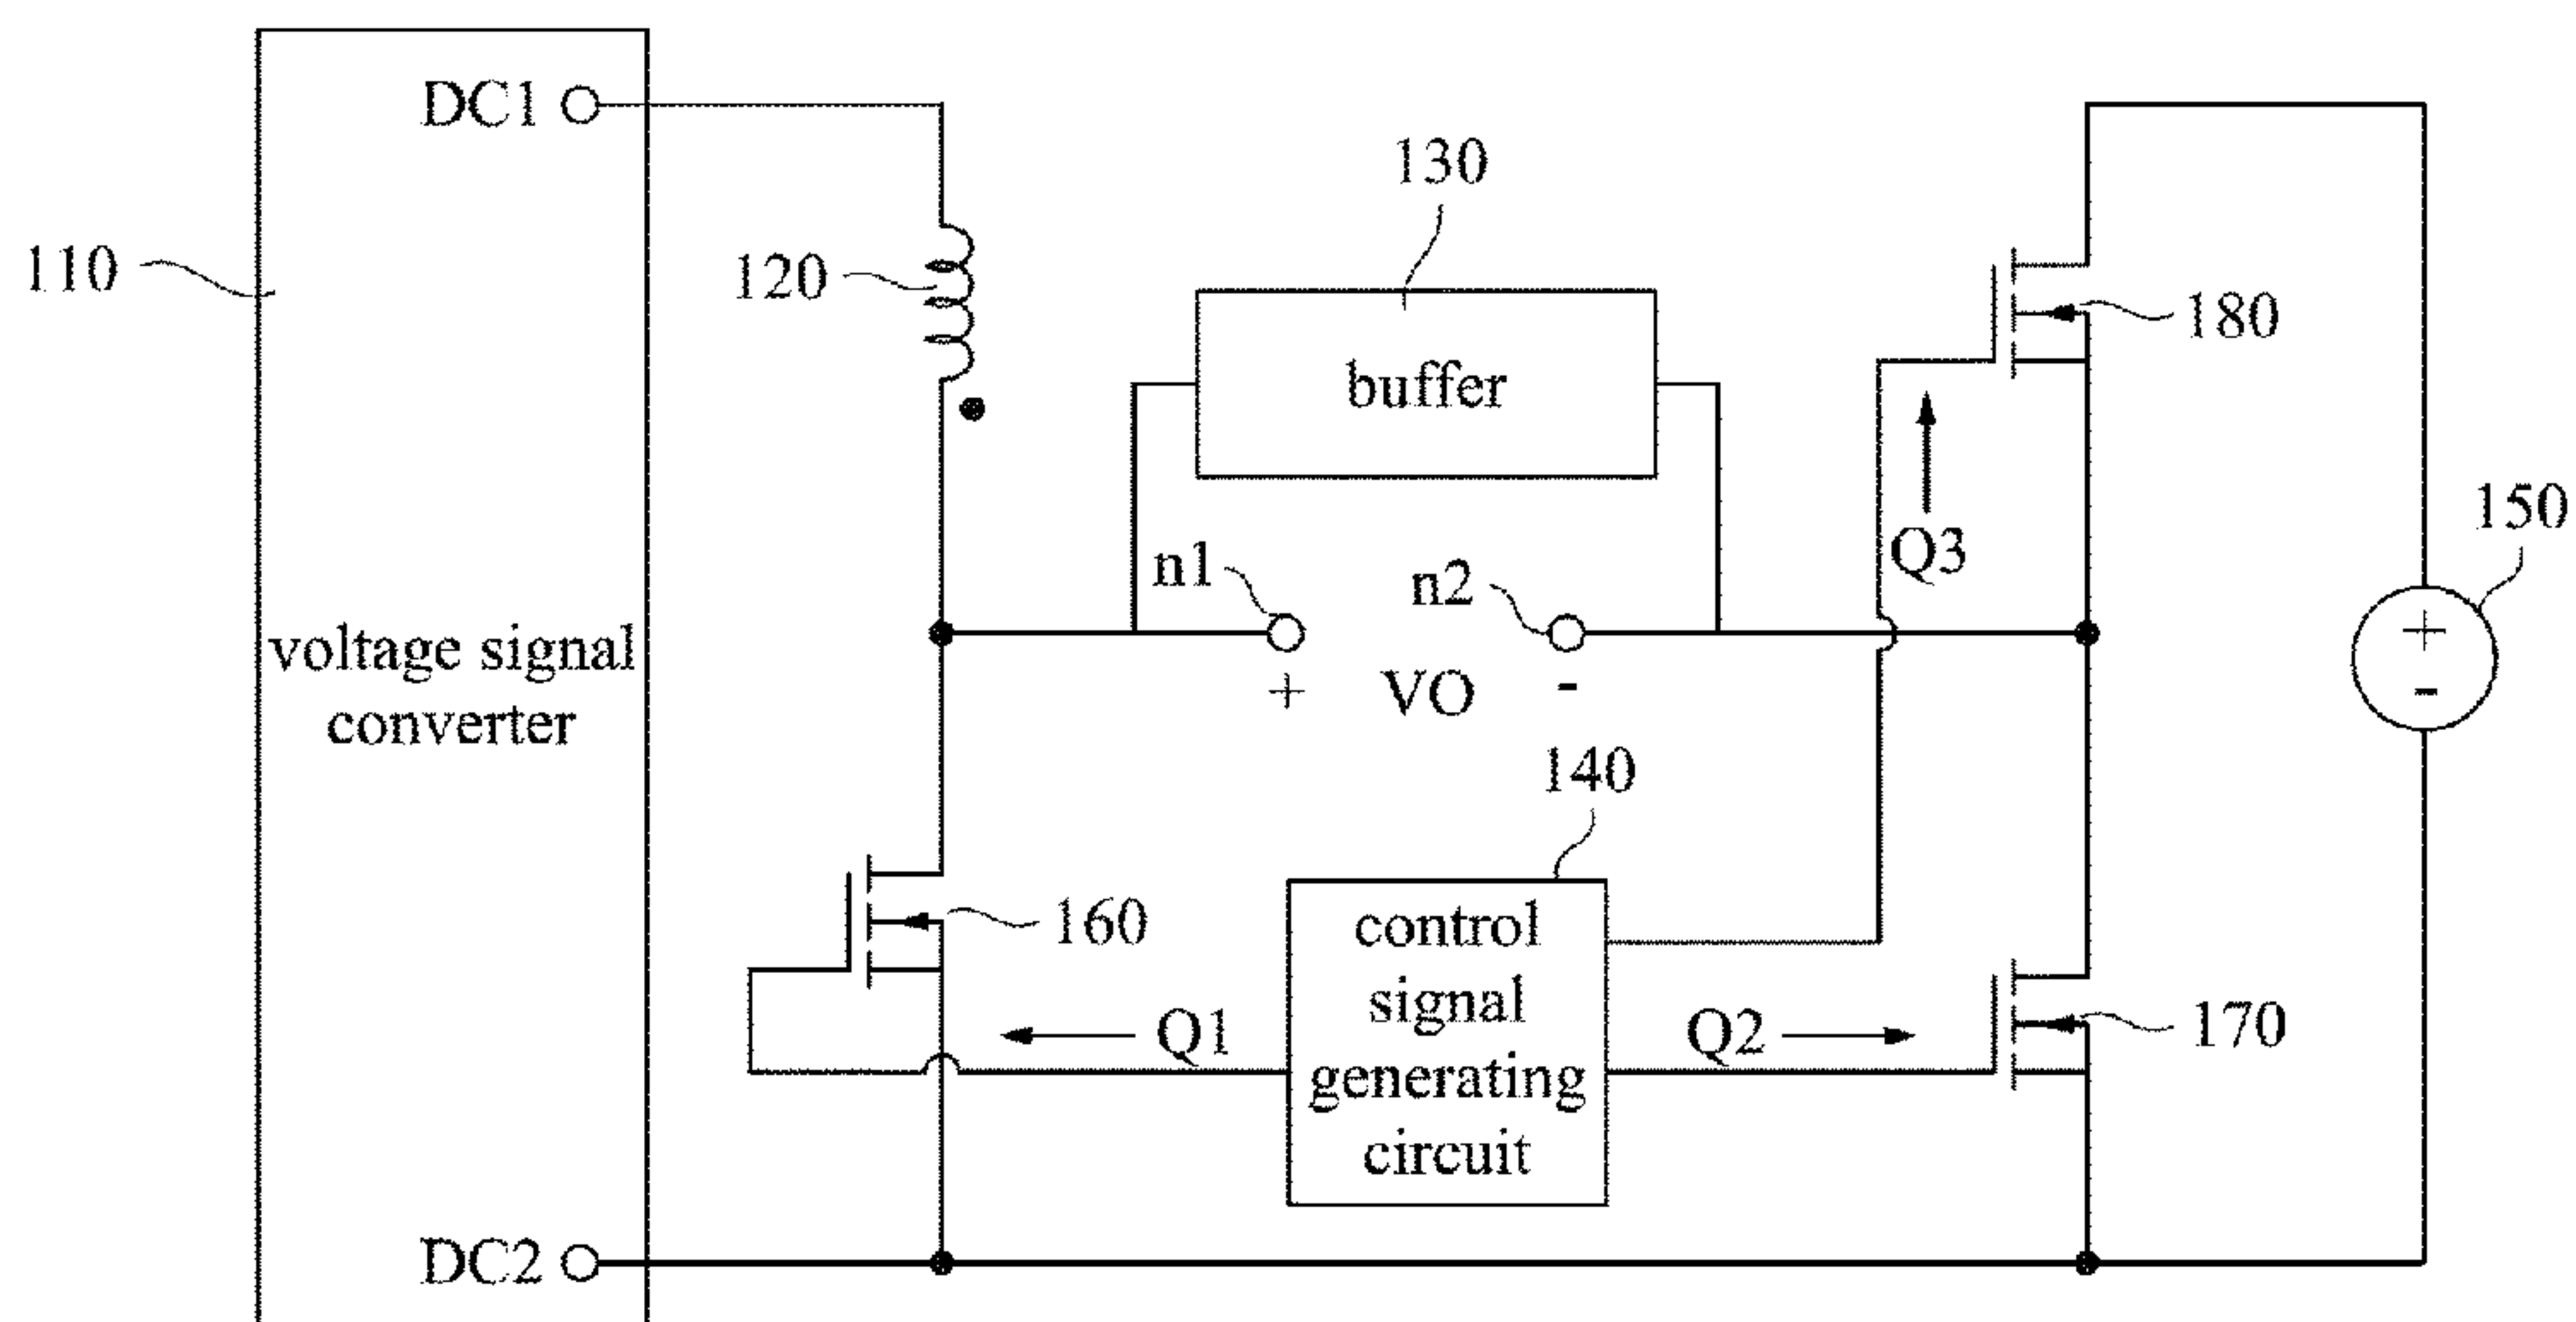 DC1
130
110
120
180
buffer
150
Q3
n1
n2
voltage signal
converter
+
VO
-
+
-
140
160
control
signal
generating
circuit
Q1
Q2
170
DC2